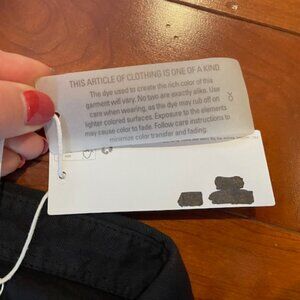 THIS ARTICLE OF CLOTHING IS ONE OF A KIND.
The dye used to create the rich color of this
garment will vary. No two are exactly alike. Use
care when wearing, as the dye may rub off on
lighter colored surfaces. Exposure to the elements
may cause color to fade. Follow care instructions to
minimize color transfer and fading.